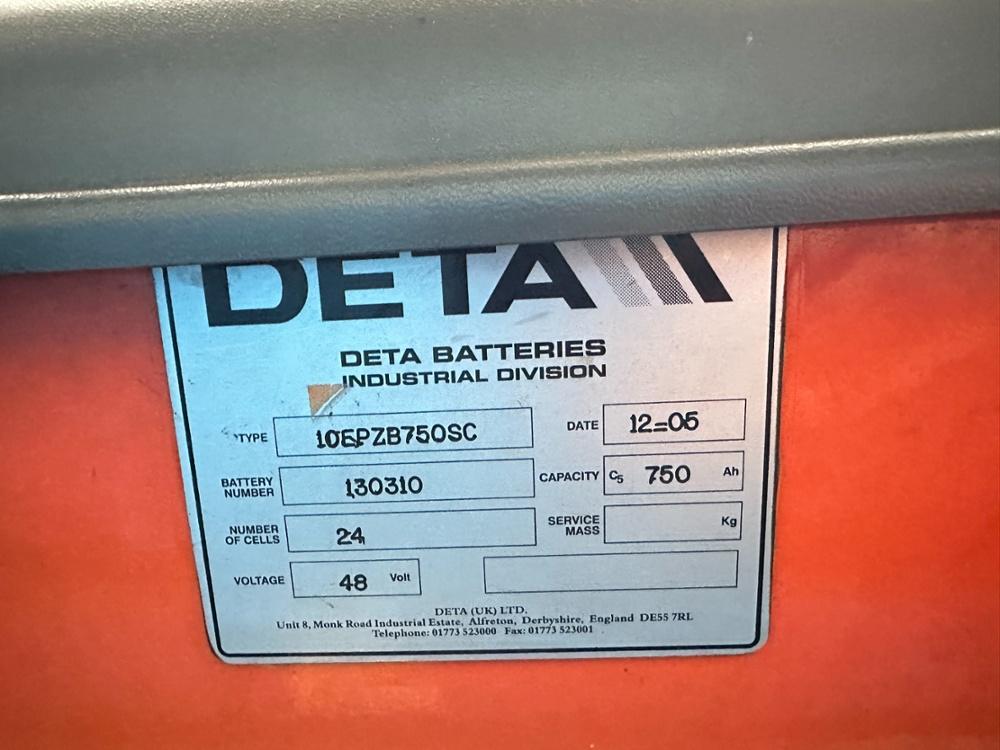 DETA
DETA BATTERIES
INDUSTRIAL DIVISION
TYPE 10EPZB750SC DATE 12=05
BATTERY NUMBER 130310 CAPACITY C5 750 Ah
NUMBER OF CELLS 24 SERVICE MASS Kg
VOLTAGE 48 Volt
DETA (UK) LTD.
Unit 8, Monk Road Industrial Estate, Alfreton, Derbyshire, England DE55 7RL
Telephone: 01773 523000 Fax: 01773 523001